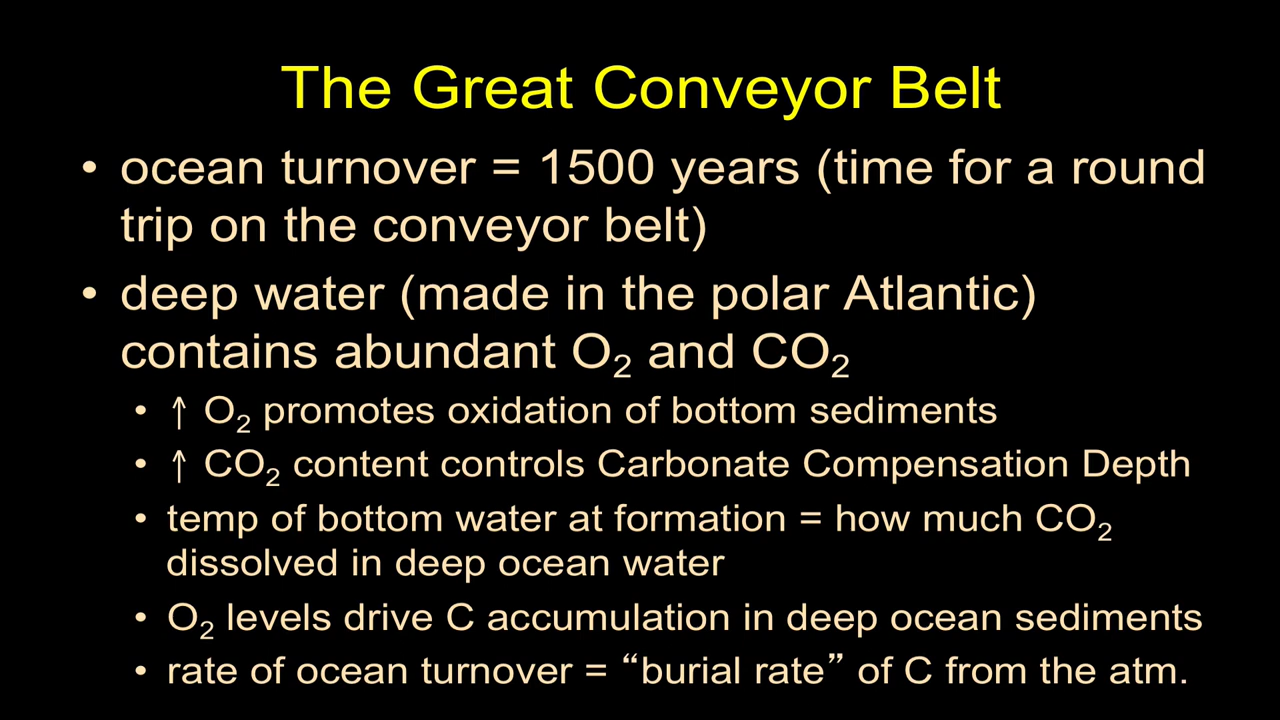 The Great Conveyor Belt
• ocean turnover = 1500 years (time for a round
trip on the conveyor belt)
• deep water (made in the polar Atlantic)
contains abundant O₂ and CO₂
• ↑ O₂ promotes oxidation of bottom sediments
• ↑ CO₂ content controls Carbonate Compensation Depth
• temp of bottom water at formation = how much CO₂
dissolved in deep ocean water
• O₂ levels drive C accumulation in deep ocean sediments
• rate of ocean turnover = “burial rate” of C from the atm.